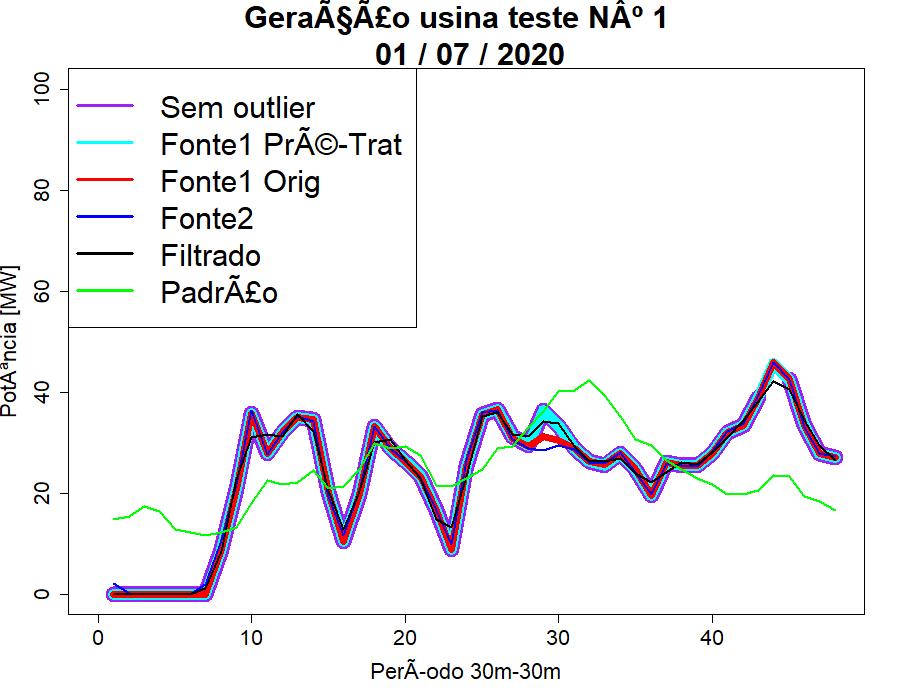 GeraÃ§Ã£o usina teste NÂº 1
01 / 07 / 2020
Sem outlier
Fonte1 PrÃ©-Trat
Fonte1 Orig
Fonte2
Filtrado
PadrÃ£o
PotÃªncia [MW]
100
80
60
40
20
0
0 10 20 30 40
PerÃ-odo 30m-30m